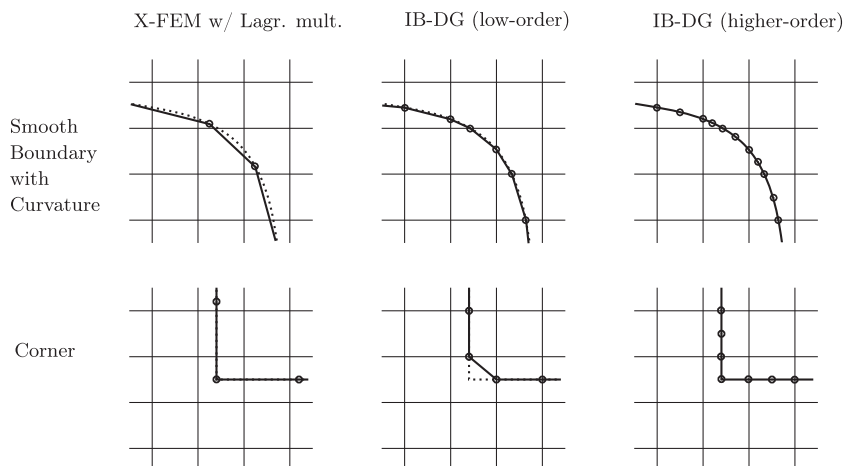 X-FEM w/ Lagr. mult.
IB-DG (low-order)
IB-DG (higher-order)
Smooth
Boundary
with
Curvature
Corner